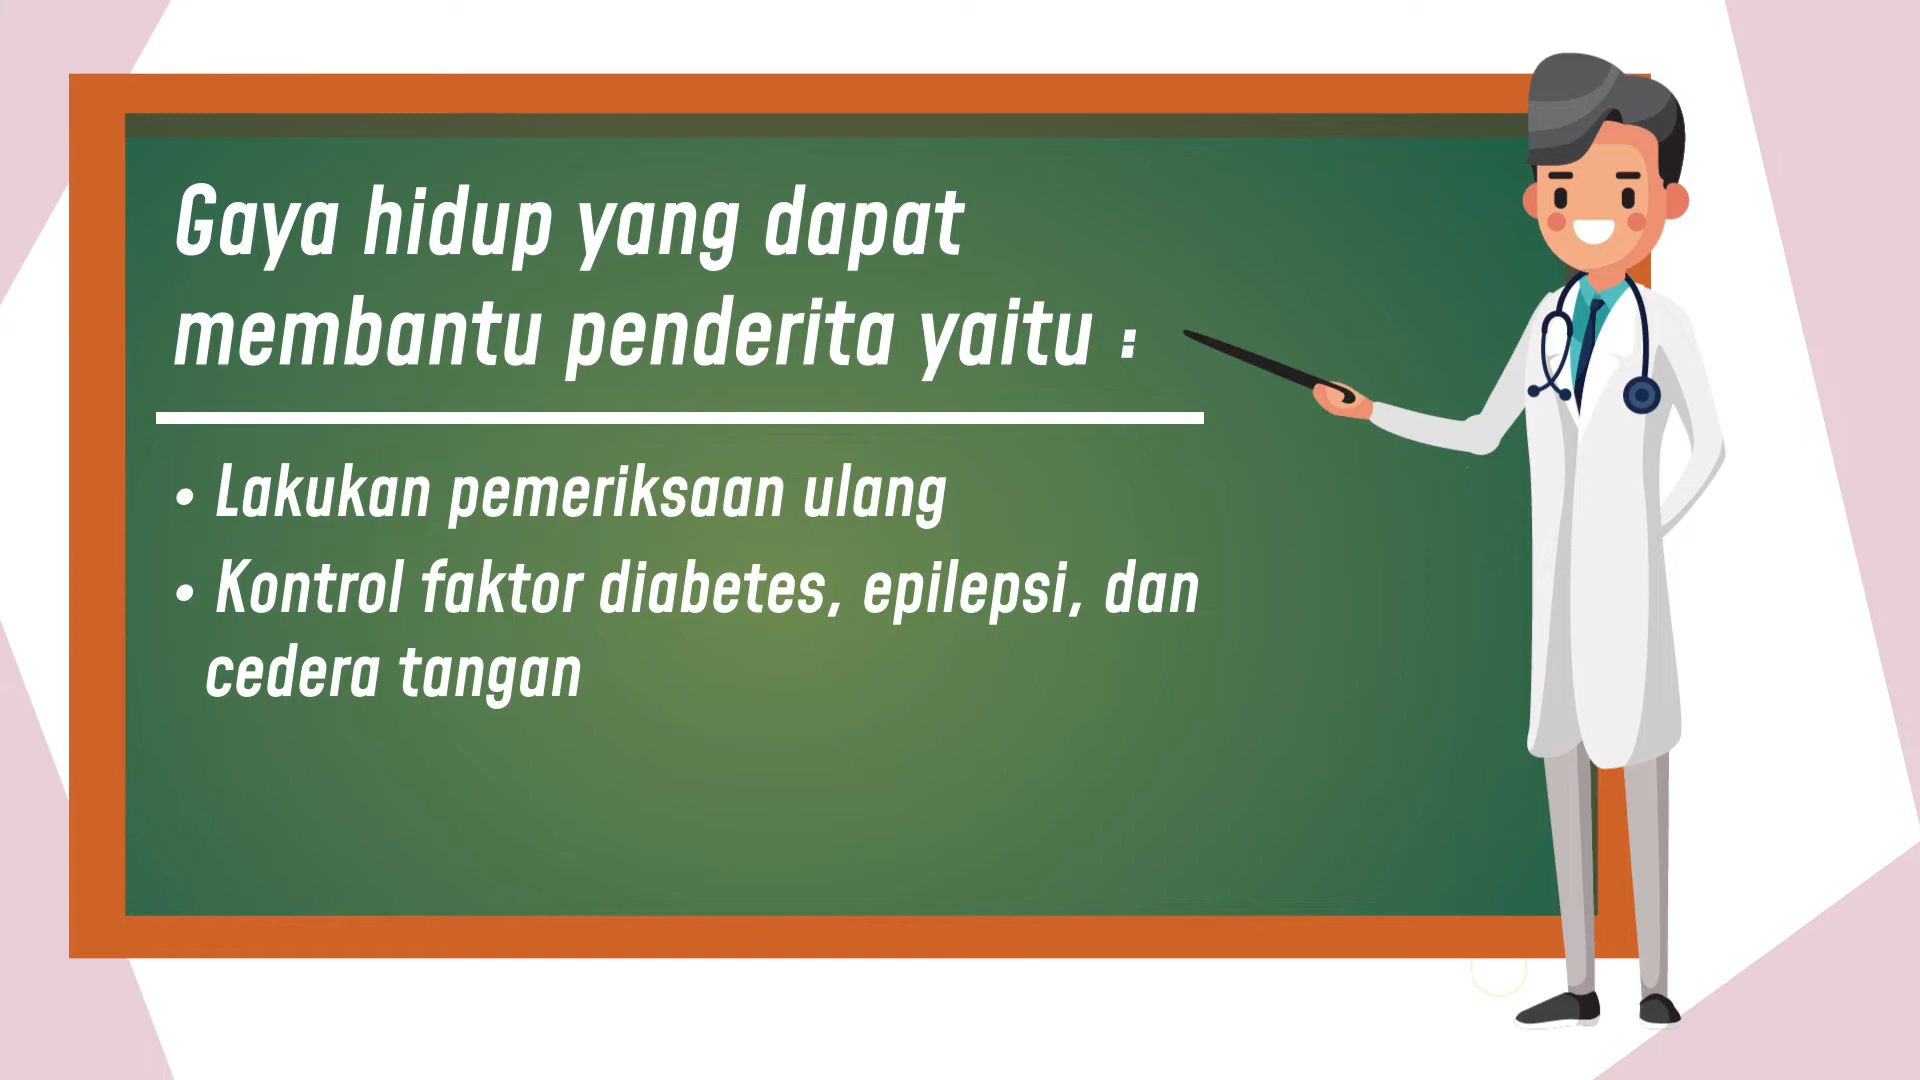 Gaya hidup yang dapat
membantu penderita yaitu :
• Lakukan pemeriksaan ulang
• Kontrol faktor diabetes, epilepsi, dan
cedera tangan